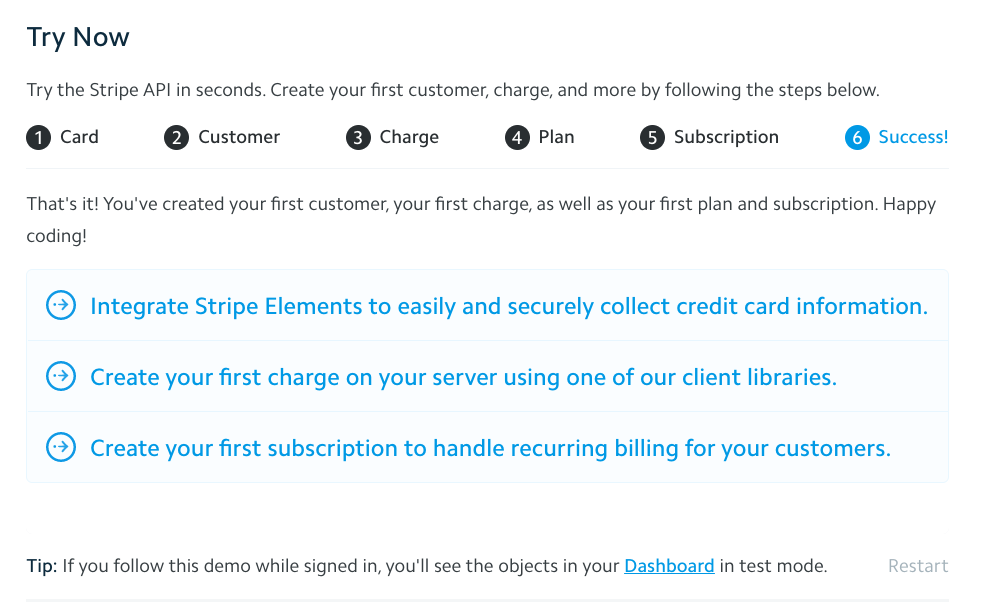 Try Now
Try the Stripe API in seconds. Create your first customer, charge, and more by following the steps below.
1 Card 2 Customer 3 Charge 4 Plan 5 Subscription 6 Success!
That's it! You've created your first customer, your first charge, as well as your first plan and subscription. Happy
coding!
Integrate Stripe Elements to easily and securely collect credit card information.
Create your first charge on your server using one of our client libraries.
Create your first subscription to handle recurring billing for your customers.
Tip: If you follow this demo while signed in, you'll see the objects in your Dashboard in test mode. Restart